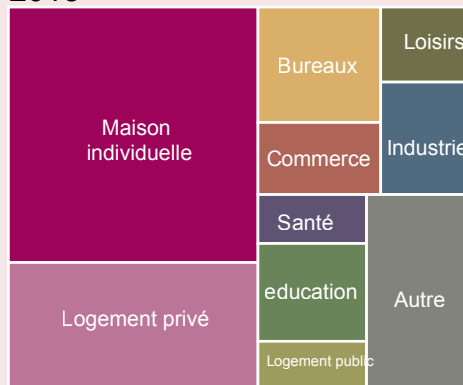 Maison
individuelle
Logement privé
Bureaux
Commerce
Loisirs
Industrie
Santé
education
Logement public
Autre